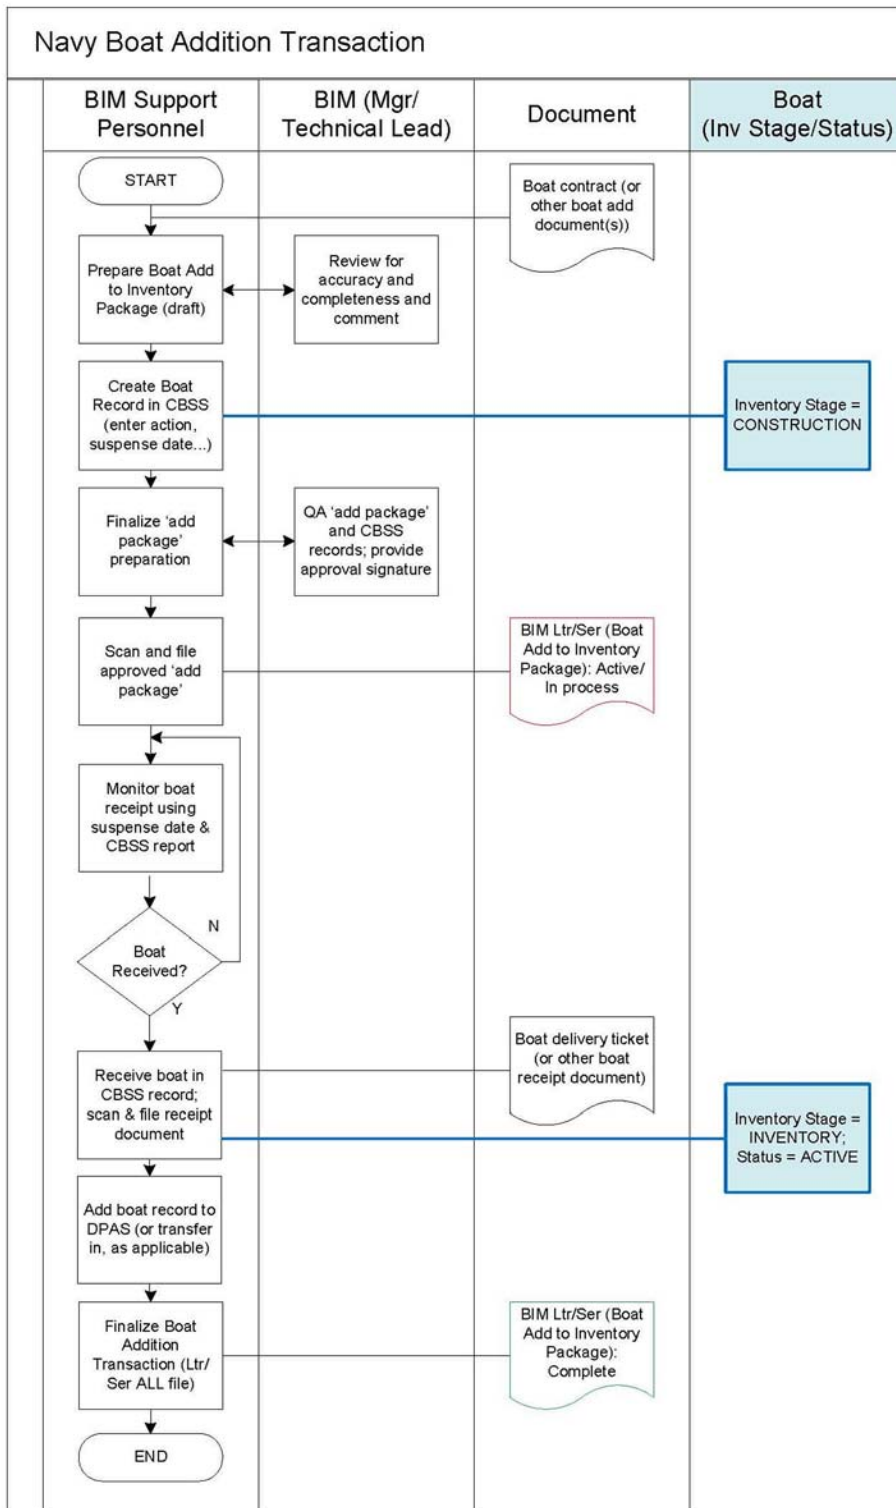 Navy Boat Addition Transaction
BIM Support
Personnel
BIM (Mgr/
Technical Lead)
Document
Boat
(Inv Stage/Status)
START
Boat contract (or
other boat add
document(s))
Prepare Boat Add
to Inventory
Package (draft)
Review for
accuracy and
completeness and
comment
Create Boat
Record in CBSS
(enter action,
suspense date...)
Inventory Stage =
CONSTRUCTION
Finalize ‘add
package’
preparation
QA ‘add package’
and CBSS
records; provide
approval signature
Scan and file
approved ‘add
package’
BIM Ltr/Ser (Boat
Add to Inventory
Package): Active/
In process
Monitor boat
receipt using
suspense date &
CBSS report
Boat
Received?
N
Y
Receive boat in
CBSS record;
scan & file receipt
document
Boat delivery ticket
(or other boat
receipt document)
Inventory Stage =
INVENTORY;
Status = ACTIVE
Add boat record to
DPAS (or transfer
in, as applicable)
Finalize Boat
Addition
Transaction (Ltr/
Ser ALL file)
BIM Ltr/Ser (Boat
Add to Inventory
Package):
Complete
END